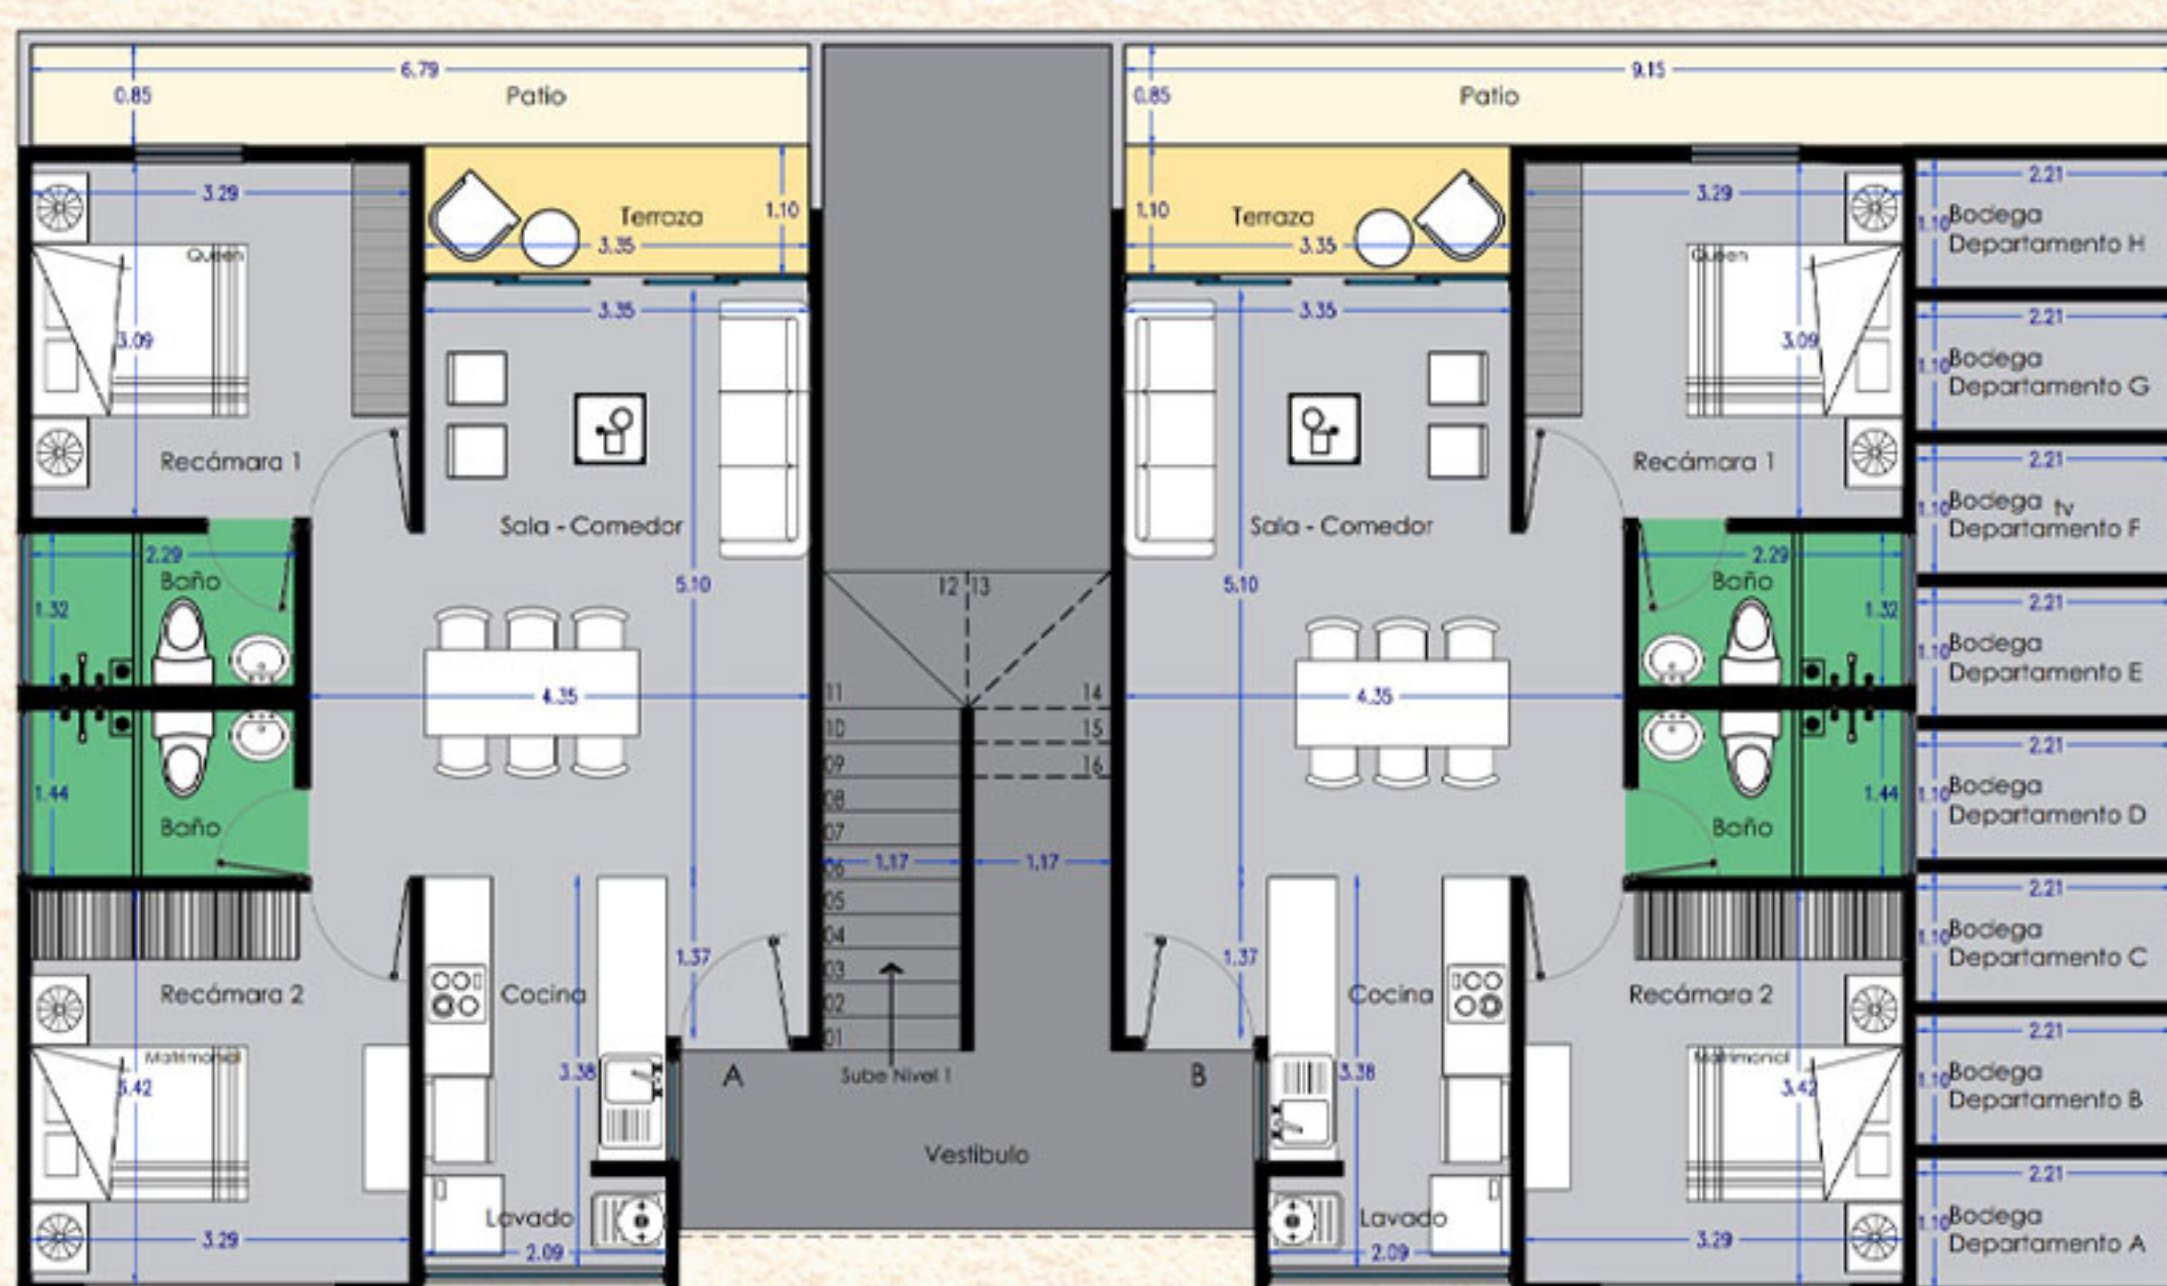 6.79
9.15
0.85
Patio
0.85
Patio
3.29
Terraza
1.10
3.35
1.10
Terraza
3.35
3.29
2.21
1.10
Bodega
Departamento H
Queen
Queen
3.35
3.35
2.21
3.09
3.09
1.10
Bodega
Departamento G
Recámara 1
Recámara 1
2.21
Sala - Comedor
Sala - Comedor
1.10
Bodega tv
Departamento F
2.29
Baño
1.32
5.10
12
13
5.10
2.29
Baño
1.32
2.21
1.10
Bodega
Departamento E
4.35
11
14
4.35
10
15
09
16
2.21
1.44
08
1.44
1.10
Bodega
Departamento D
Baño
07
Baño
06
1.17
1.17
2.21
05
04
1.10
Bodega
Departamento C
1.37
03
1.37
Recámara 2
Cocina
02
Cocina
Recámara 2
01
2.21
Matrimonial
3.38
A
Sube Nivel 1
B
3.38
Matrimonial
3.42
3.42
1.10
Bodega
Departamento B
Vestíbulo
2.21
Lavado
Lavado
1.10
Bodega
Departamento A
3.29
2.09
2.09
3.29